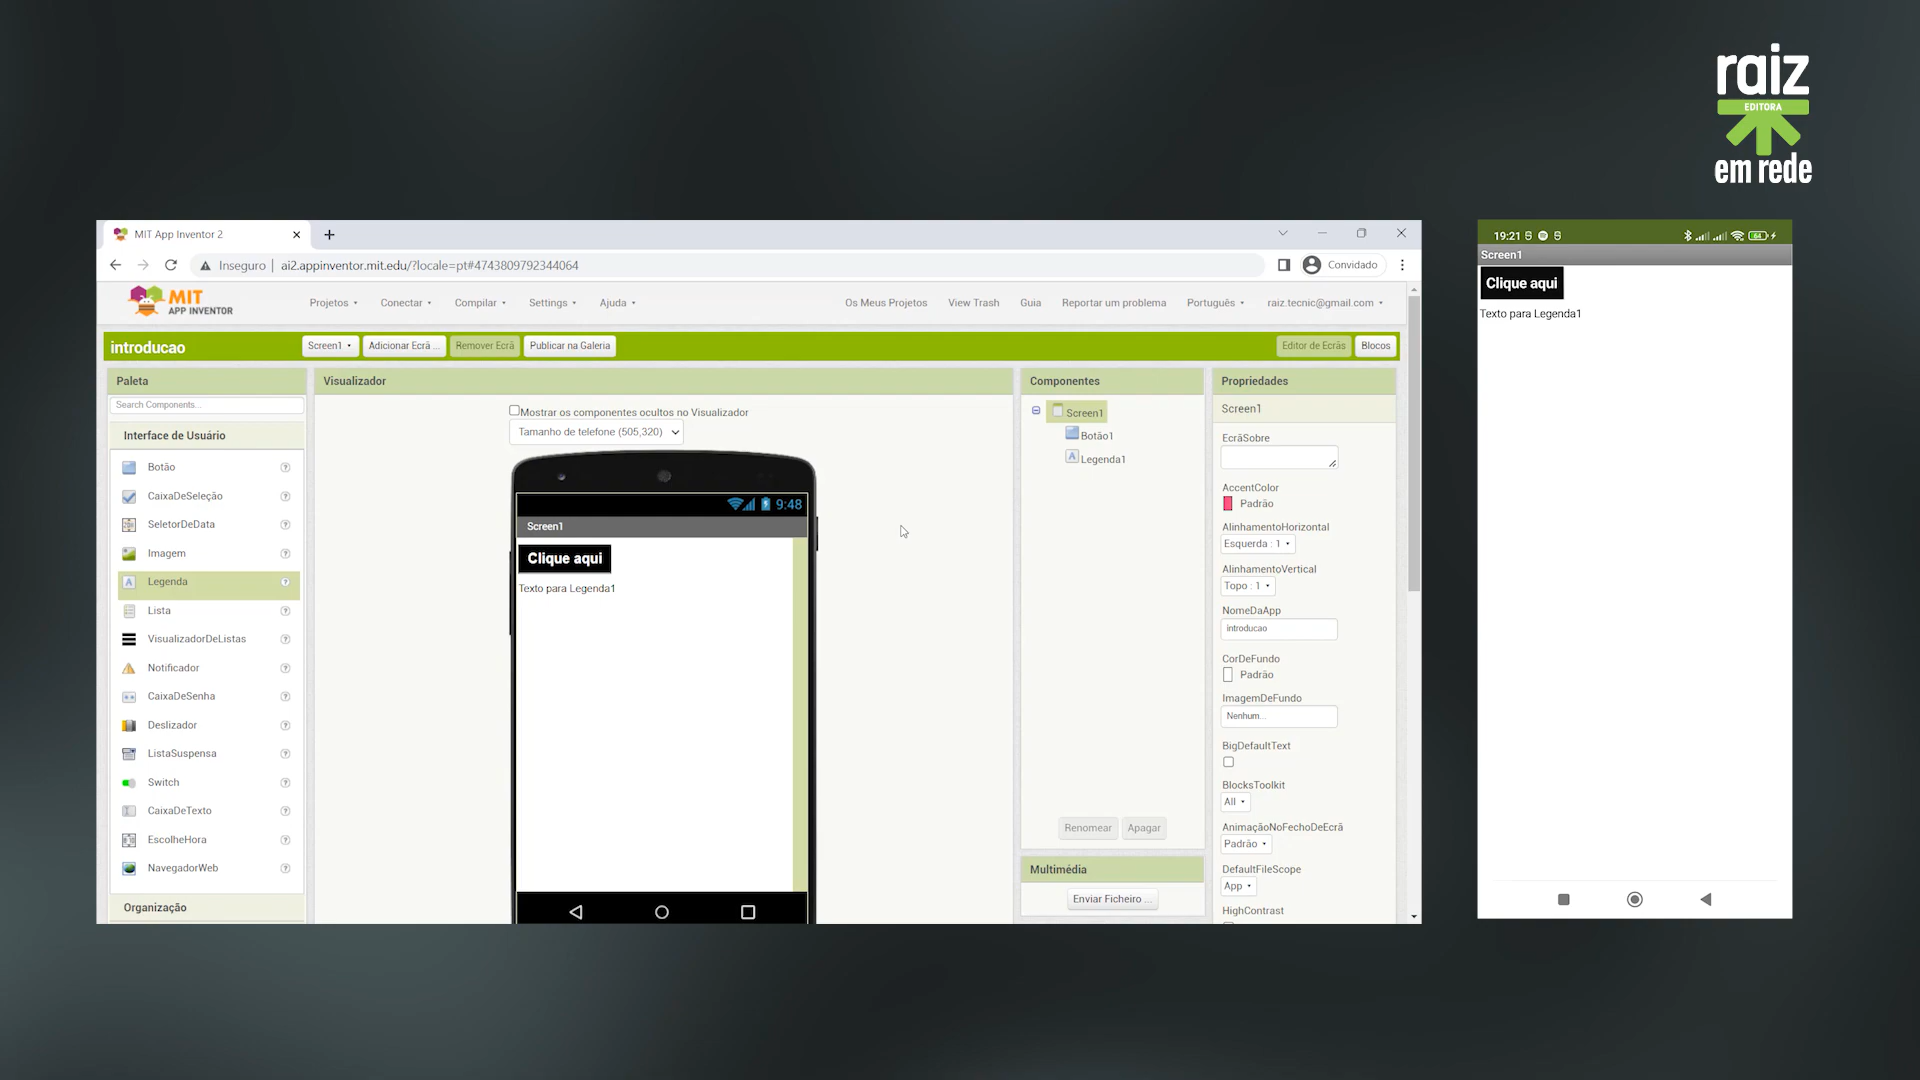 raiz
EDITORA
em rede
MIT App Inventor 2
Inseguro | ai2.appinventor.mit.edu/?locale=pt#4743809792344064
Convidado
MIT
APP INVENTOR
Projetos
Conectar
Compilar
Settings
Ajuda
Os Meus Projetos
View Trash
Guia
Reportar um problema
Português
raiz.tecnic@gmail.com
introducao
Screen1
Adicionar Ecrã ...
Remover Ecrã
Publicar na Galeria
Editor de Ecrãs
Blocos
Paleta
Search Components...
Interface de Usuário
Botão
CaixaDeSeleção
SeletorDeData
Imagem
Legenda
Lista
VisualizadorDeListas
Notificador
CaixaDeSenha
Deslizador
ListaSuspensa
Switch
CaixaDeTexto
EscolheHora
NavegadorWeb
Organização
Visualizador
Mostrar os componentes ocultos no Visualizador
Tamanho de telefone (505,320)
9:48
Screen1
Clique aqui
Texto para Legenda1
Componentes
Screen1
Botão1
Legenda1
Renomear
Apagar
Multimédia
Enviar Ficheiro ...
Propriedades
Screen1
EcrãSobre
AccentColor
Padrão
AlinhamentoHorizontal
Esquerda : 1
AlinhamentoVertical
Topo : 1
NomeDaApp
introducao
CorDeFundo
Padrão
ImagemDeFundo
Nenhum...
BigDefaultText
BlocksToolkit
All
AnimaçãoNoFechoDeEcrã
Padrão
DefaultFileScope
App
HighContrast
19:21
64
Screen1
Clique aqui
Texto para Legenda1